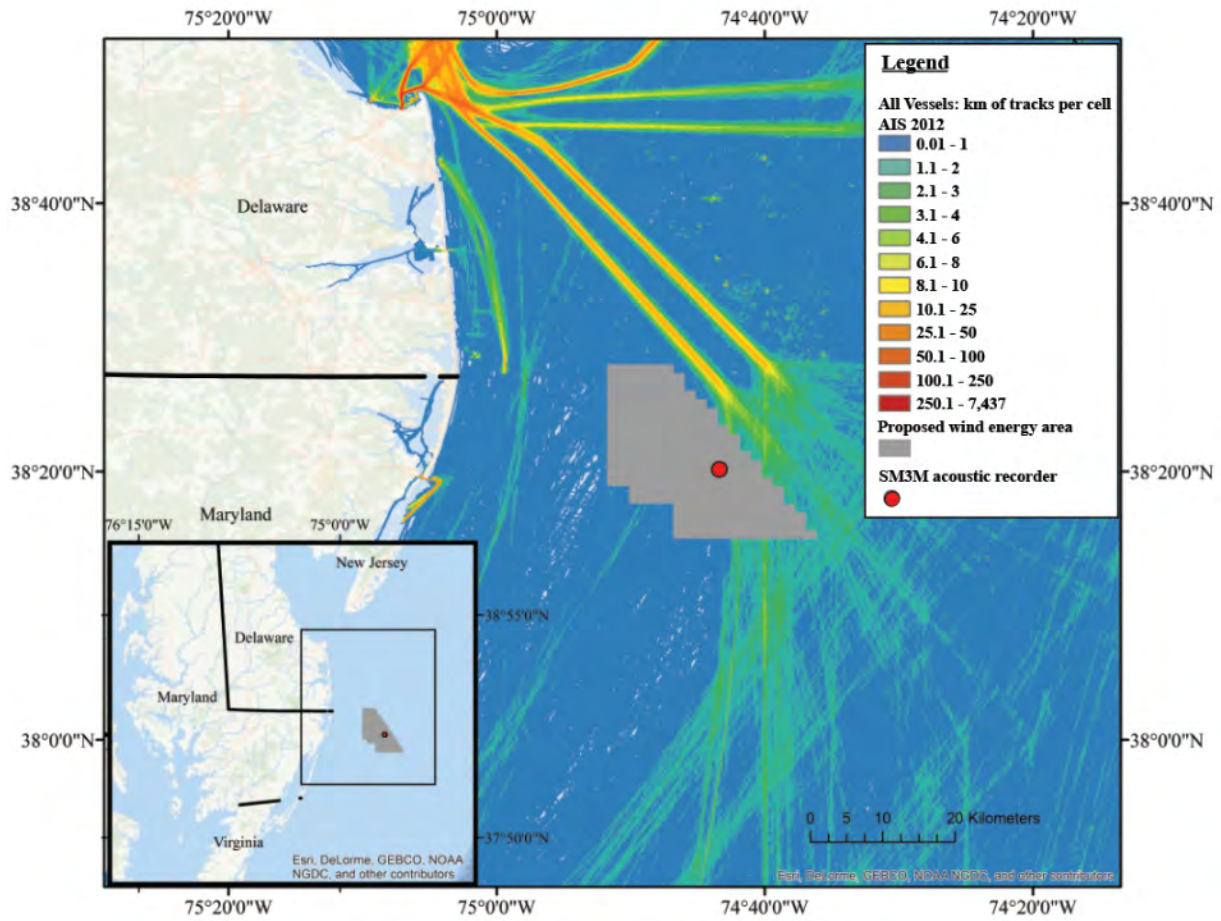 75°20'0"W 75°0'0"W 74°40'0"W 74°20'0"W
Legend
All Vessels: km of tracks per cell
AIS 2012
0.01 - 1
1.1 - 2
2.1 - 3
3.1 - 4
4.1 - 6
6.1 - 8
8.1 - 10
10.1 - 25
25.1 - 50
50.1 - 100
100.1 - 250
250.1 - 7,437
Proposed wind energy area
SM3M acoustic recorder
38°40'0"N 38°40'0"N
Delaware
38°20'0"N 38°20'0"N
Maryland
76°15'0"W 75°0'0"W
New Jersey
38°55'0"N
Delaware
Maryland
38°0'0"N 38°0'0"N
Virginia
37°50'0"N
Esri, DeLorme, GEBCO, NOAA
NGDC, and other contributors
0 5 10 20 Kilometers
Esri, DeLorme, GEBCO, NOAA NGDC, and other contributors
75°20'0"W 75°0'0"W 74°40'0"W 74°20'0"W